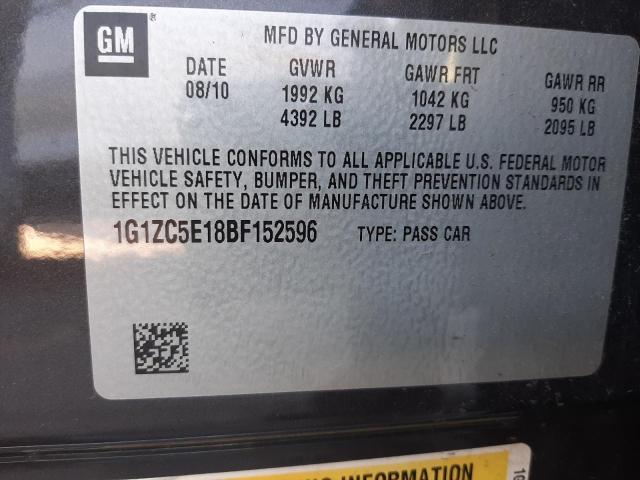 GM
MFD BY GENERAL MOTORS LLC
DATE GVWR GAWR FRT GAWR RR
08/10 1992 KG 1042 KG 950 KG
4392 LB 2297 LB 2095 LB
THIS VEHICLE CONFORMS TO ALL APPLICABLE U.S. FEDERAL MOTOR
VEHICLE SAFETY, BUMPER, AND THEFT PREVENTION STANDARDS IN
EFFECT ON THE DATE OF MANUFACTURE SHOWN ABOVE.
1G1ZC5E18BF152596 TYPE: PASS CAR
INFORMATION